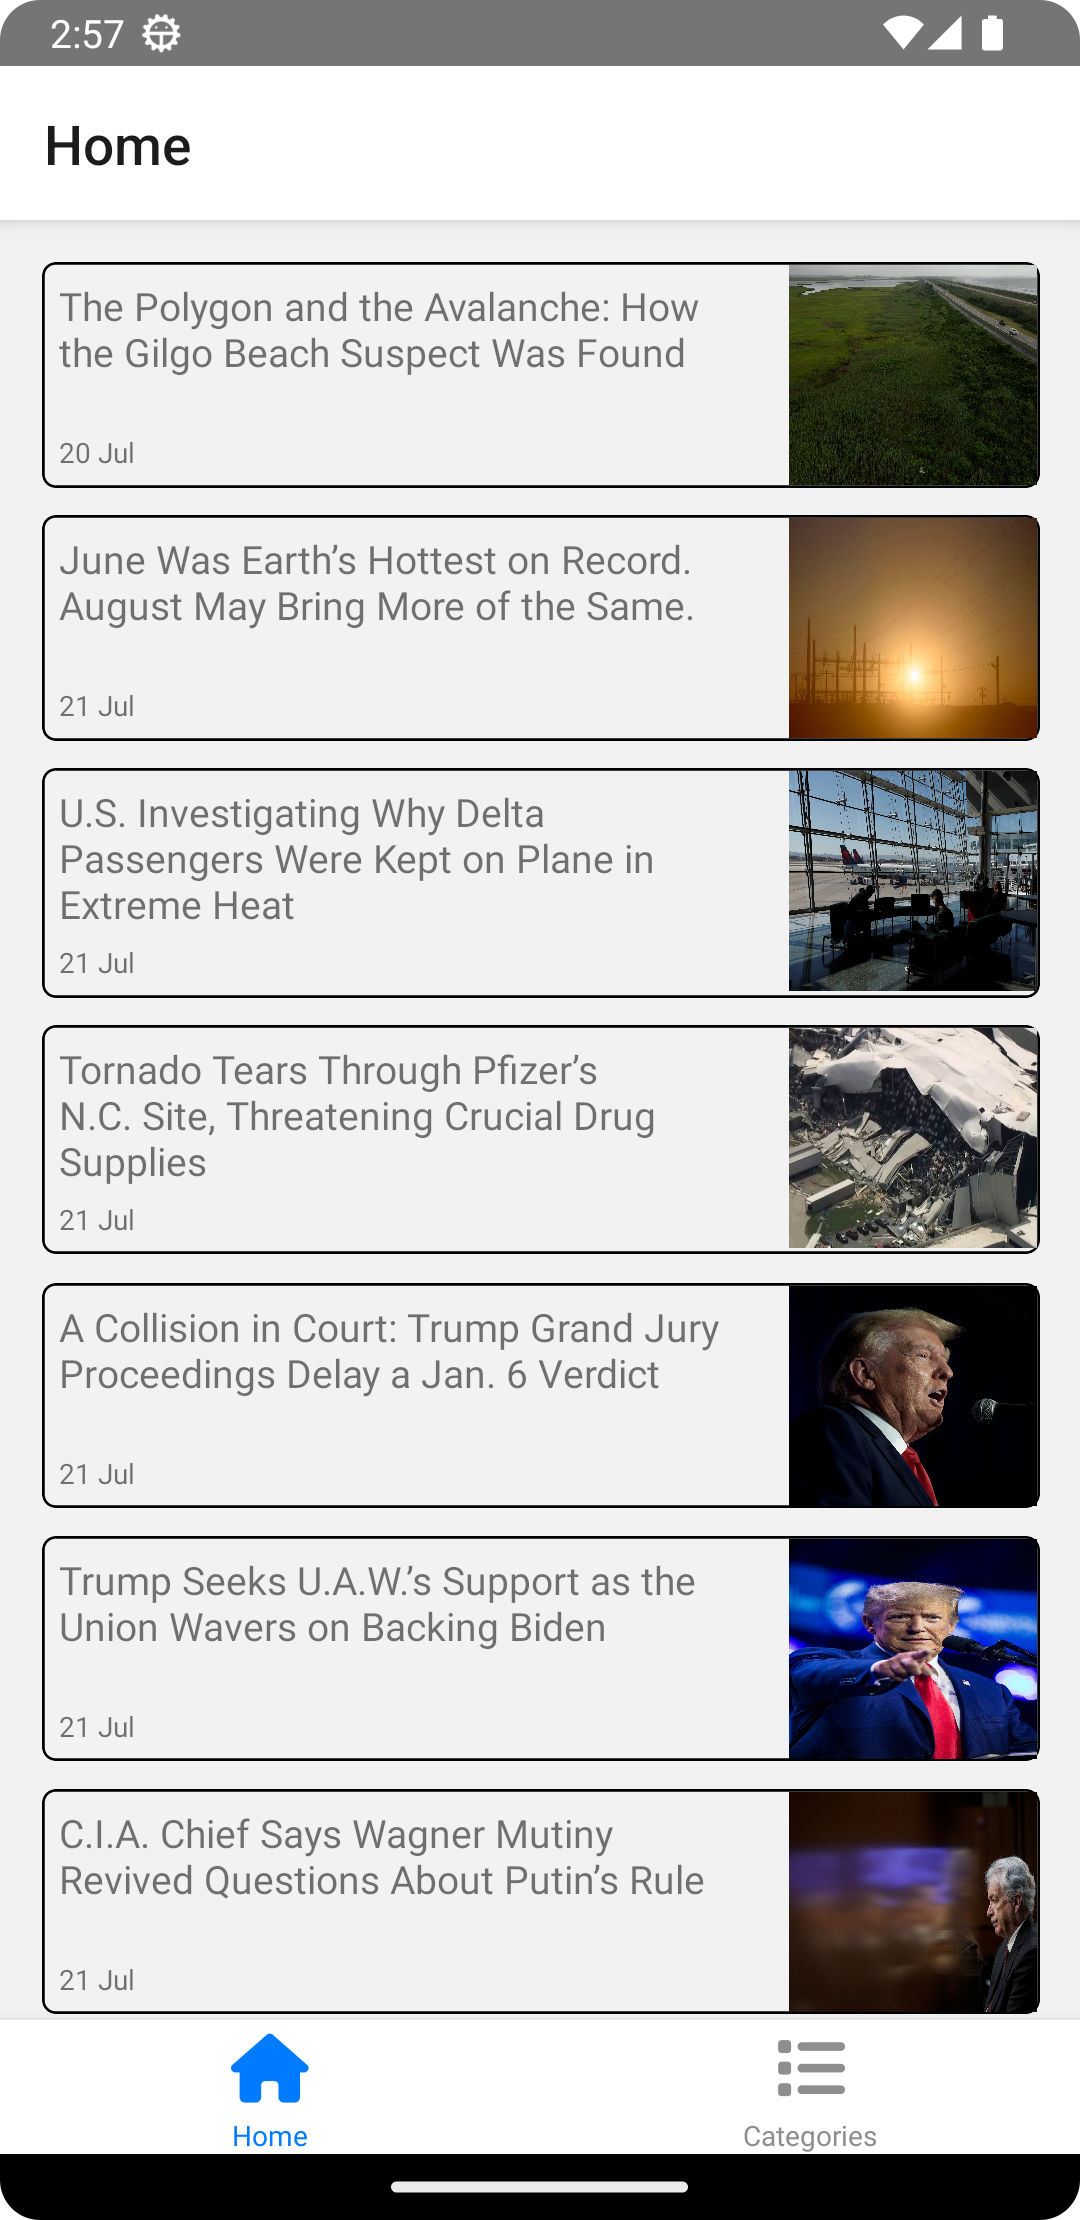 2:57
Home
The Polygon and the Avalanche: How
the Gilgo Beach Suspect Was Found
20 Jul
June Was Earth’s Hottest on Record.
August May Bring More of the Same.
21 Jul
U.S. Investigating Why Delta
Passengers Were Kept on Plane in
Extreme Heat
21 Jul
Tornado Tears Through Pfizer’s
N.C. Site, Threatening Crucial Drug
Supplies
21 Jul
A Collision in Court: Trump Grand Jury
Proceedings Delay a Jan. 6 Verdict
21 Jul
Trump Seeks U.A.W.’s Support as the
Union Wavers on Backing Biden
21 Jul
C.I.A. Chief Says Wagner Mutiny
Revived Questions About Putin’s Rule
21 Jul
Home
Categories